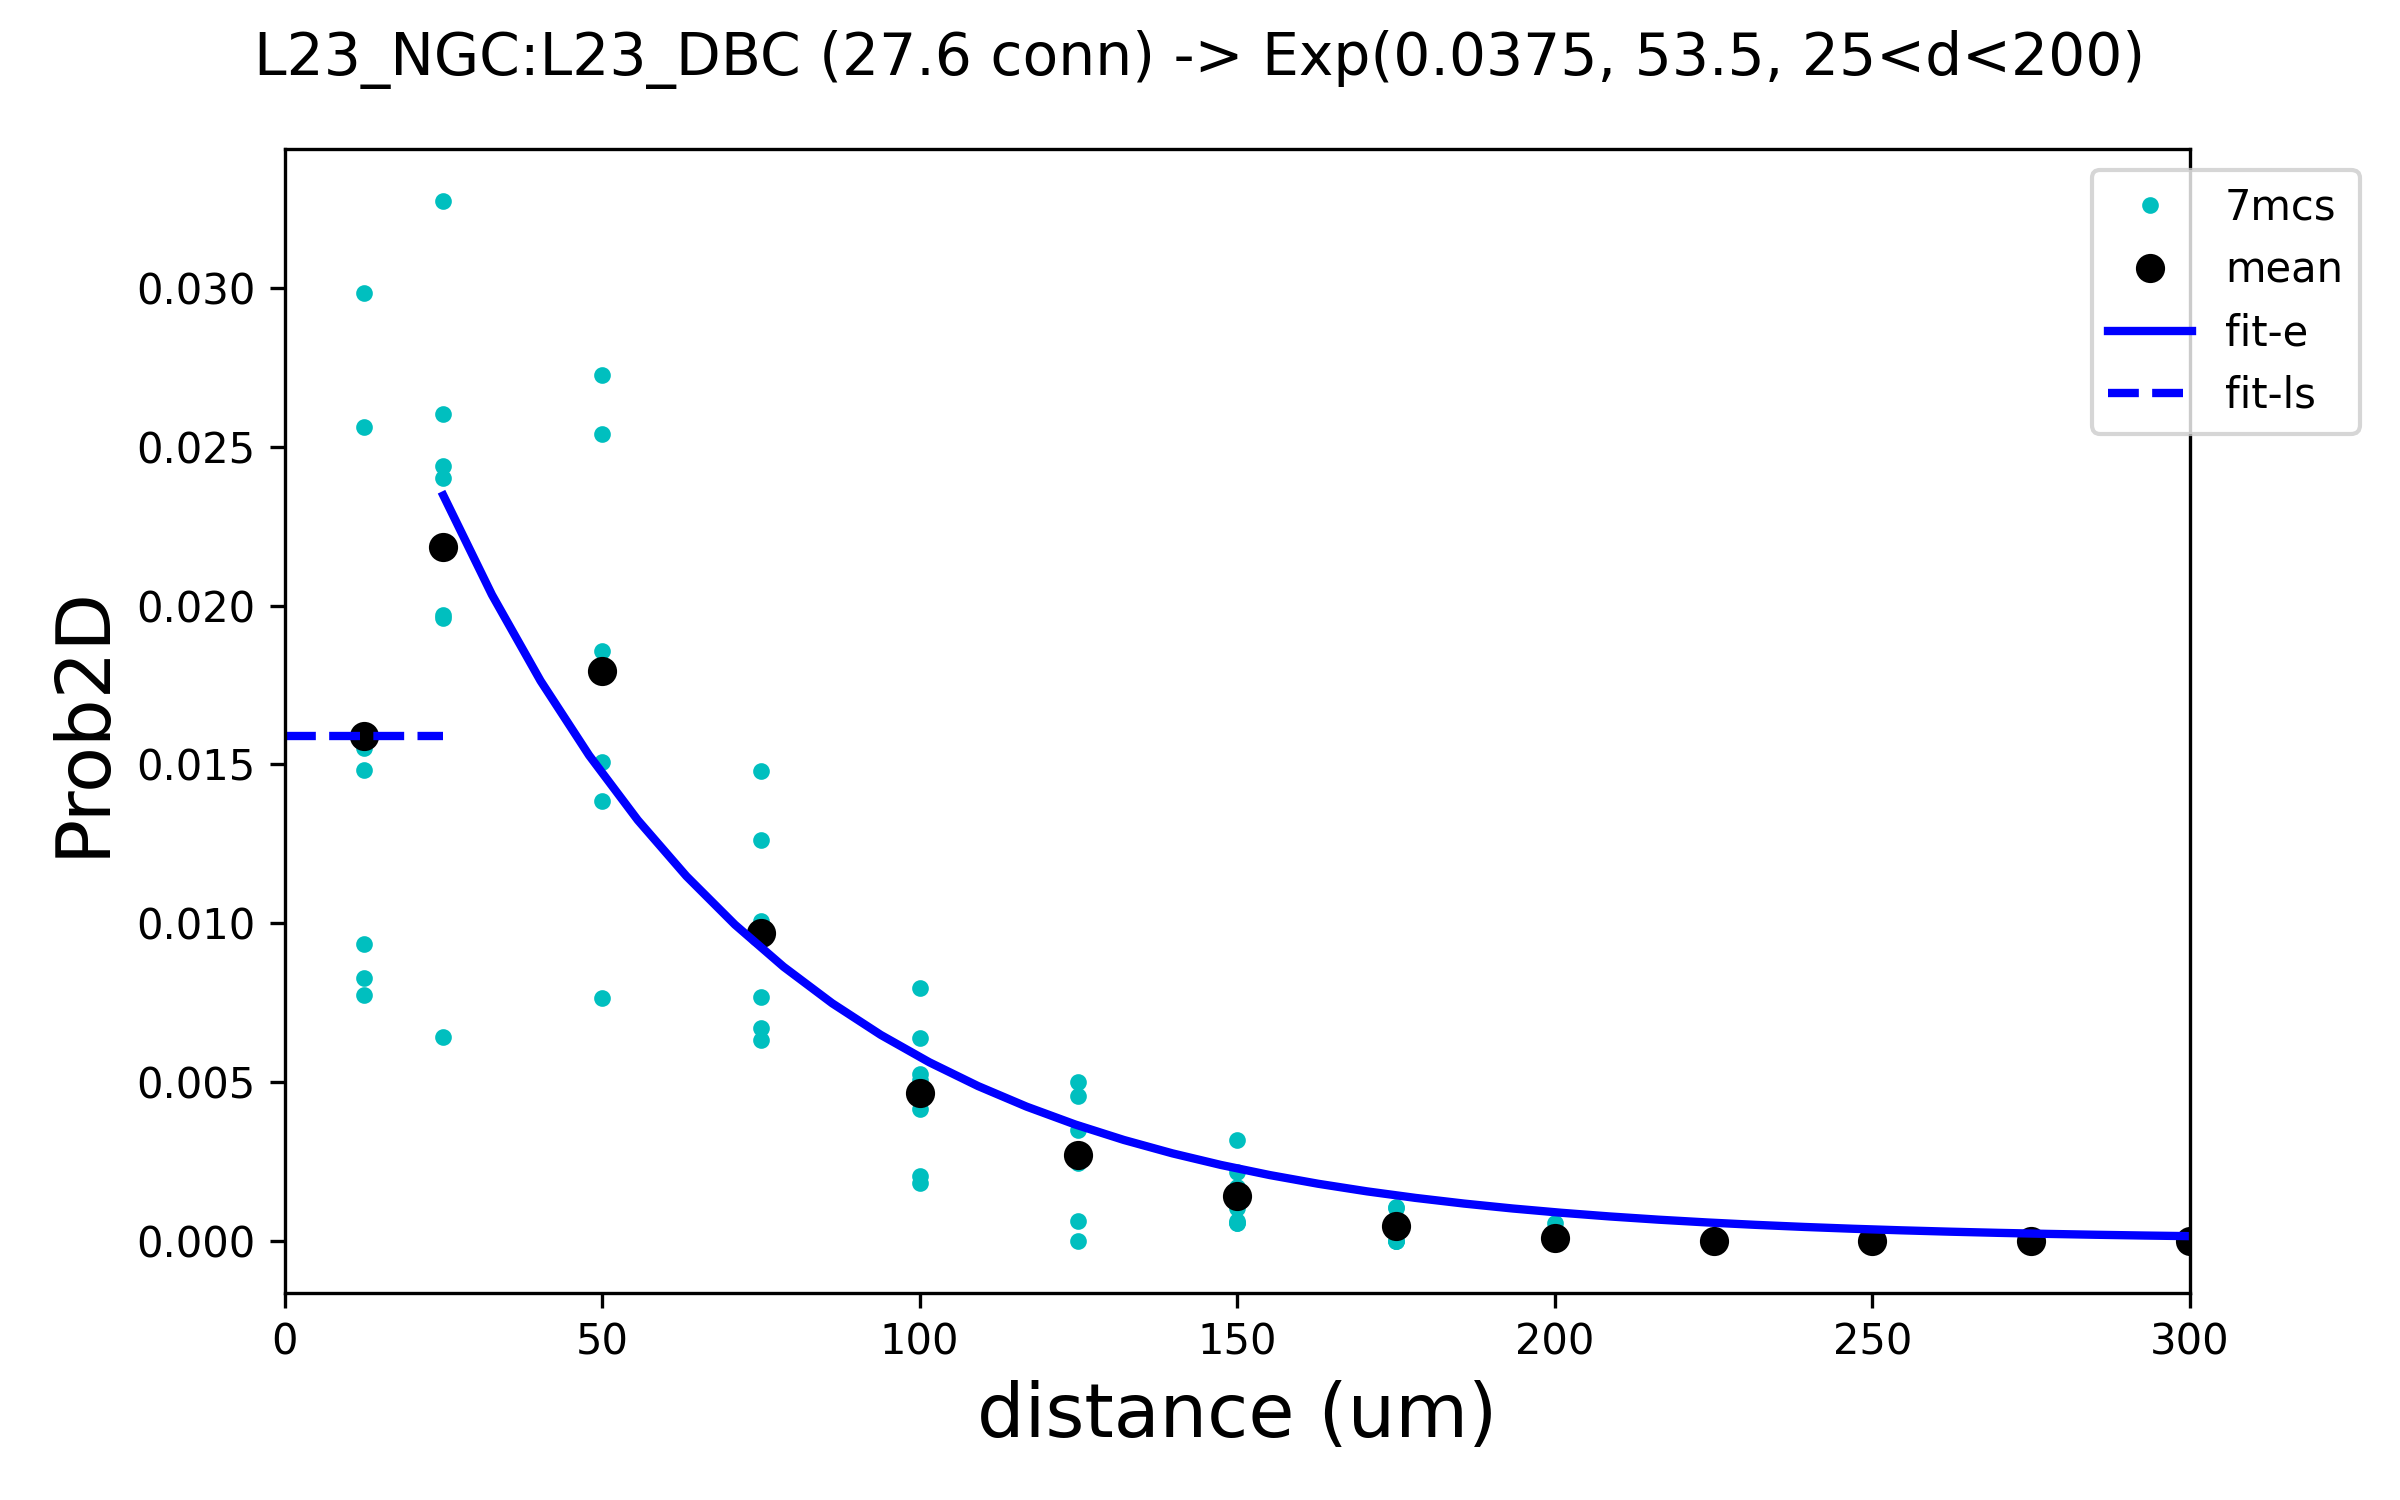 L23_NGC:L23_DBC (27.6 conn) -> Exp(0.0375, 53.5, 25<d<200)
7mcs
mean
fit-e
fit-ls
Prob2D
0.030
0.025
0.020
0.015
0.010
0.005
0.000
0 50 100 150 200 250 300
distance (um)